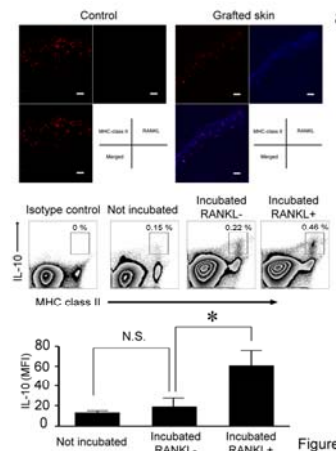 Control
Grafted skin
MHC-class II
RANKL
Merged
MHC-class II
RANKL
Merged
Isotype control
Not incubated
Incubated RANKL-
Incubated RANKL+
0 %
0.15 %
0.22 %
0.46 %
IL-10
MHC class II
N.S.
*
IL-10 (MFI)
80
60
40
20
0
Not incubated
Incubated RANKL-
Incubated RANKL+
Figure